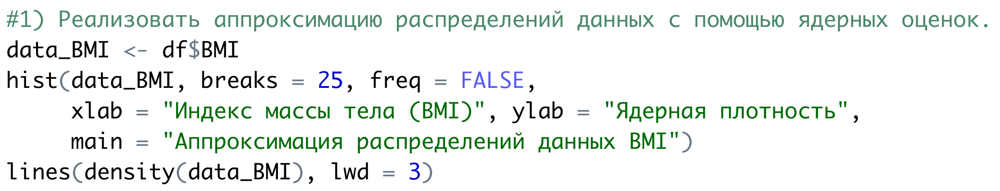 #1) Реализовать аппроксимацию распределений данных с помощью ядерных оценок.
data_BMI <- df$BMI
hist(data_BMI, breaks = 25, freq = FALSE,
     xlab = "Индекс массы тела (BMI)", ylab = "Ядерная плотность",
     main = "Аппроксимация распределений данных BMI")
lines(density(data_BMI), lwd = 3)